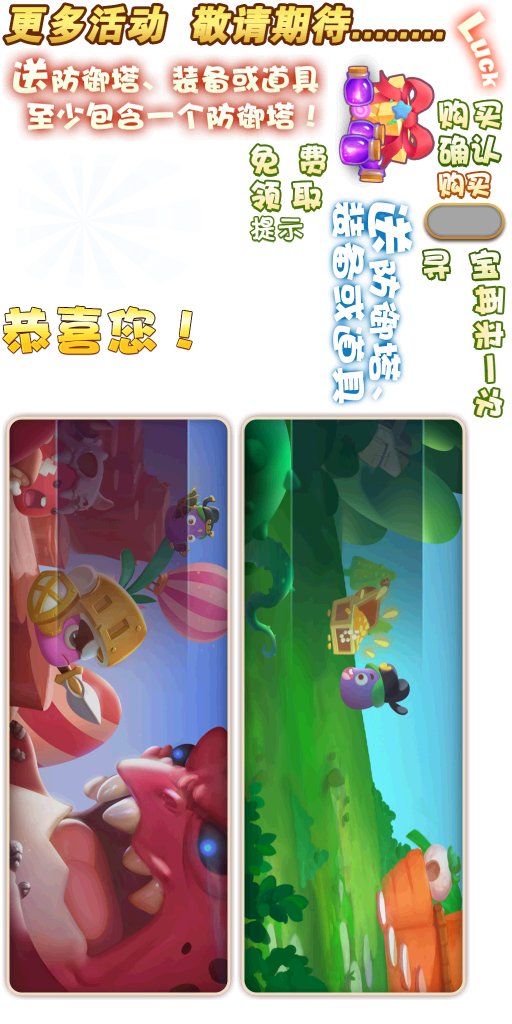 更多活动 敬请期待........
Luck
送防御塔、装备或道具
至少包含一个防御塔！
购买
确认
购买
免费
领取
提示
送防御塔、
装备或道具
寻宝
再来一次
恭喜您！